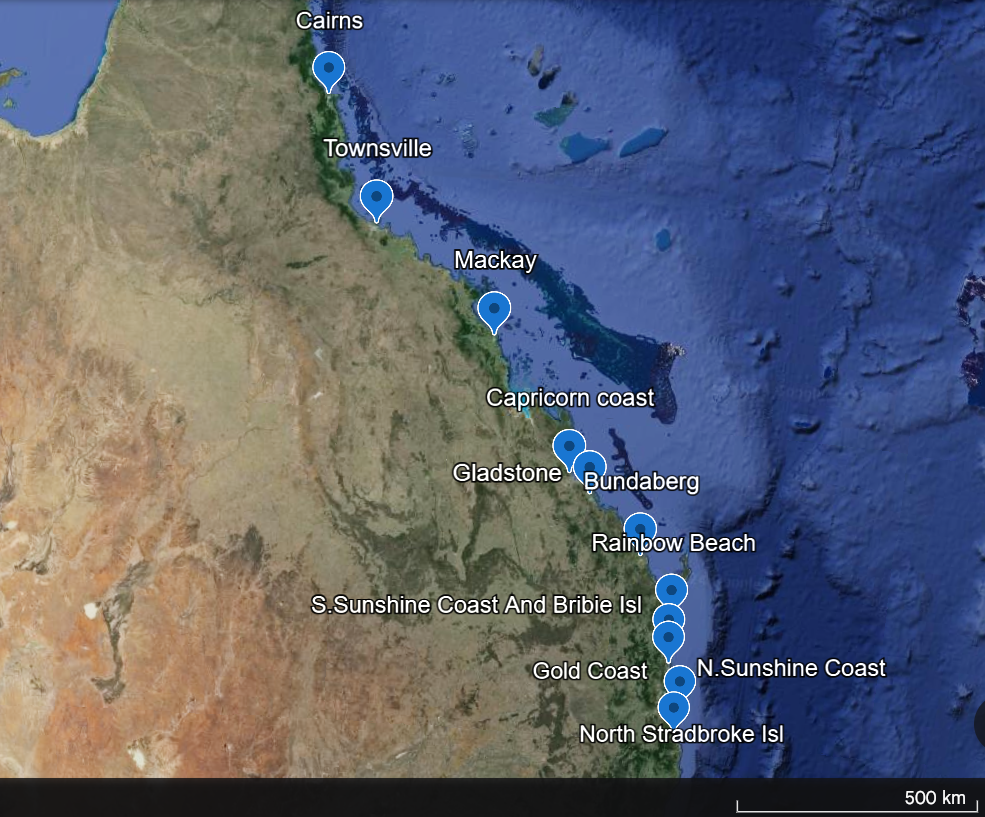 Cairns
Townsville
Mackay
Capricorn coast
Gladstone
Bundaberg
Rainbow Beach
S.Sunshine Coast And Bribie Isl
Gold Coast
N.Sunshine Coast
North Stradbroke Isl
500 km